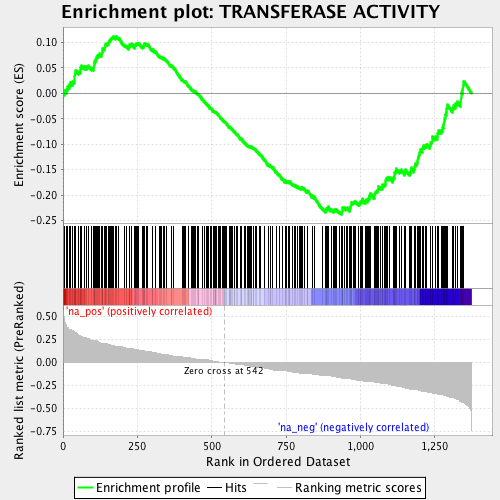 Enrichment plot: TRANSFERASE ACTIVITY
Enrichment score (ES)
0.10
0.05
0.00
-0.05
-0.10
-0.15
-0.20
-0.25
'na_pos' (positively correlated)
Ranked list metric (PreRanked)
0.50
0.25
0.00
-0.25
-0.50
-0.75
Zero cross at 542
'na_neg' (negatively correlated)
0
250
500
750
1,000
1,250
Rank in Ordered Dataset
Enrichment profile
Hits
Ranking metric scores